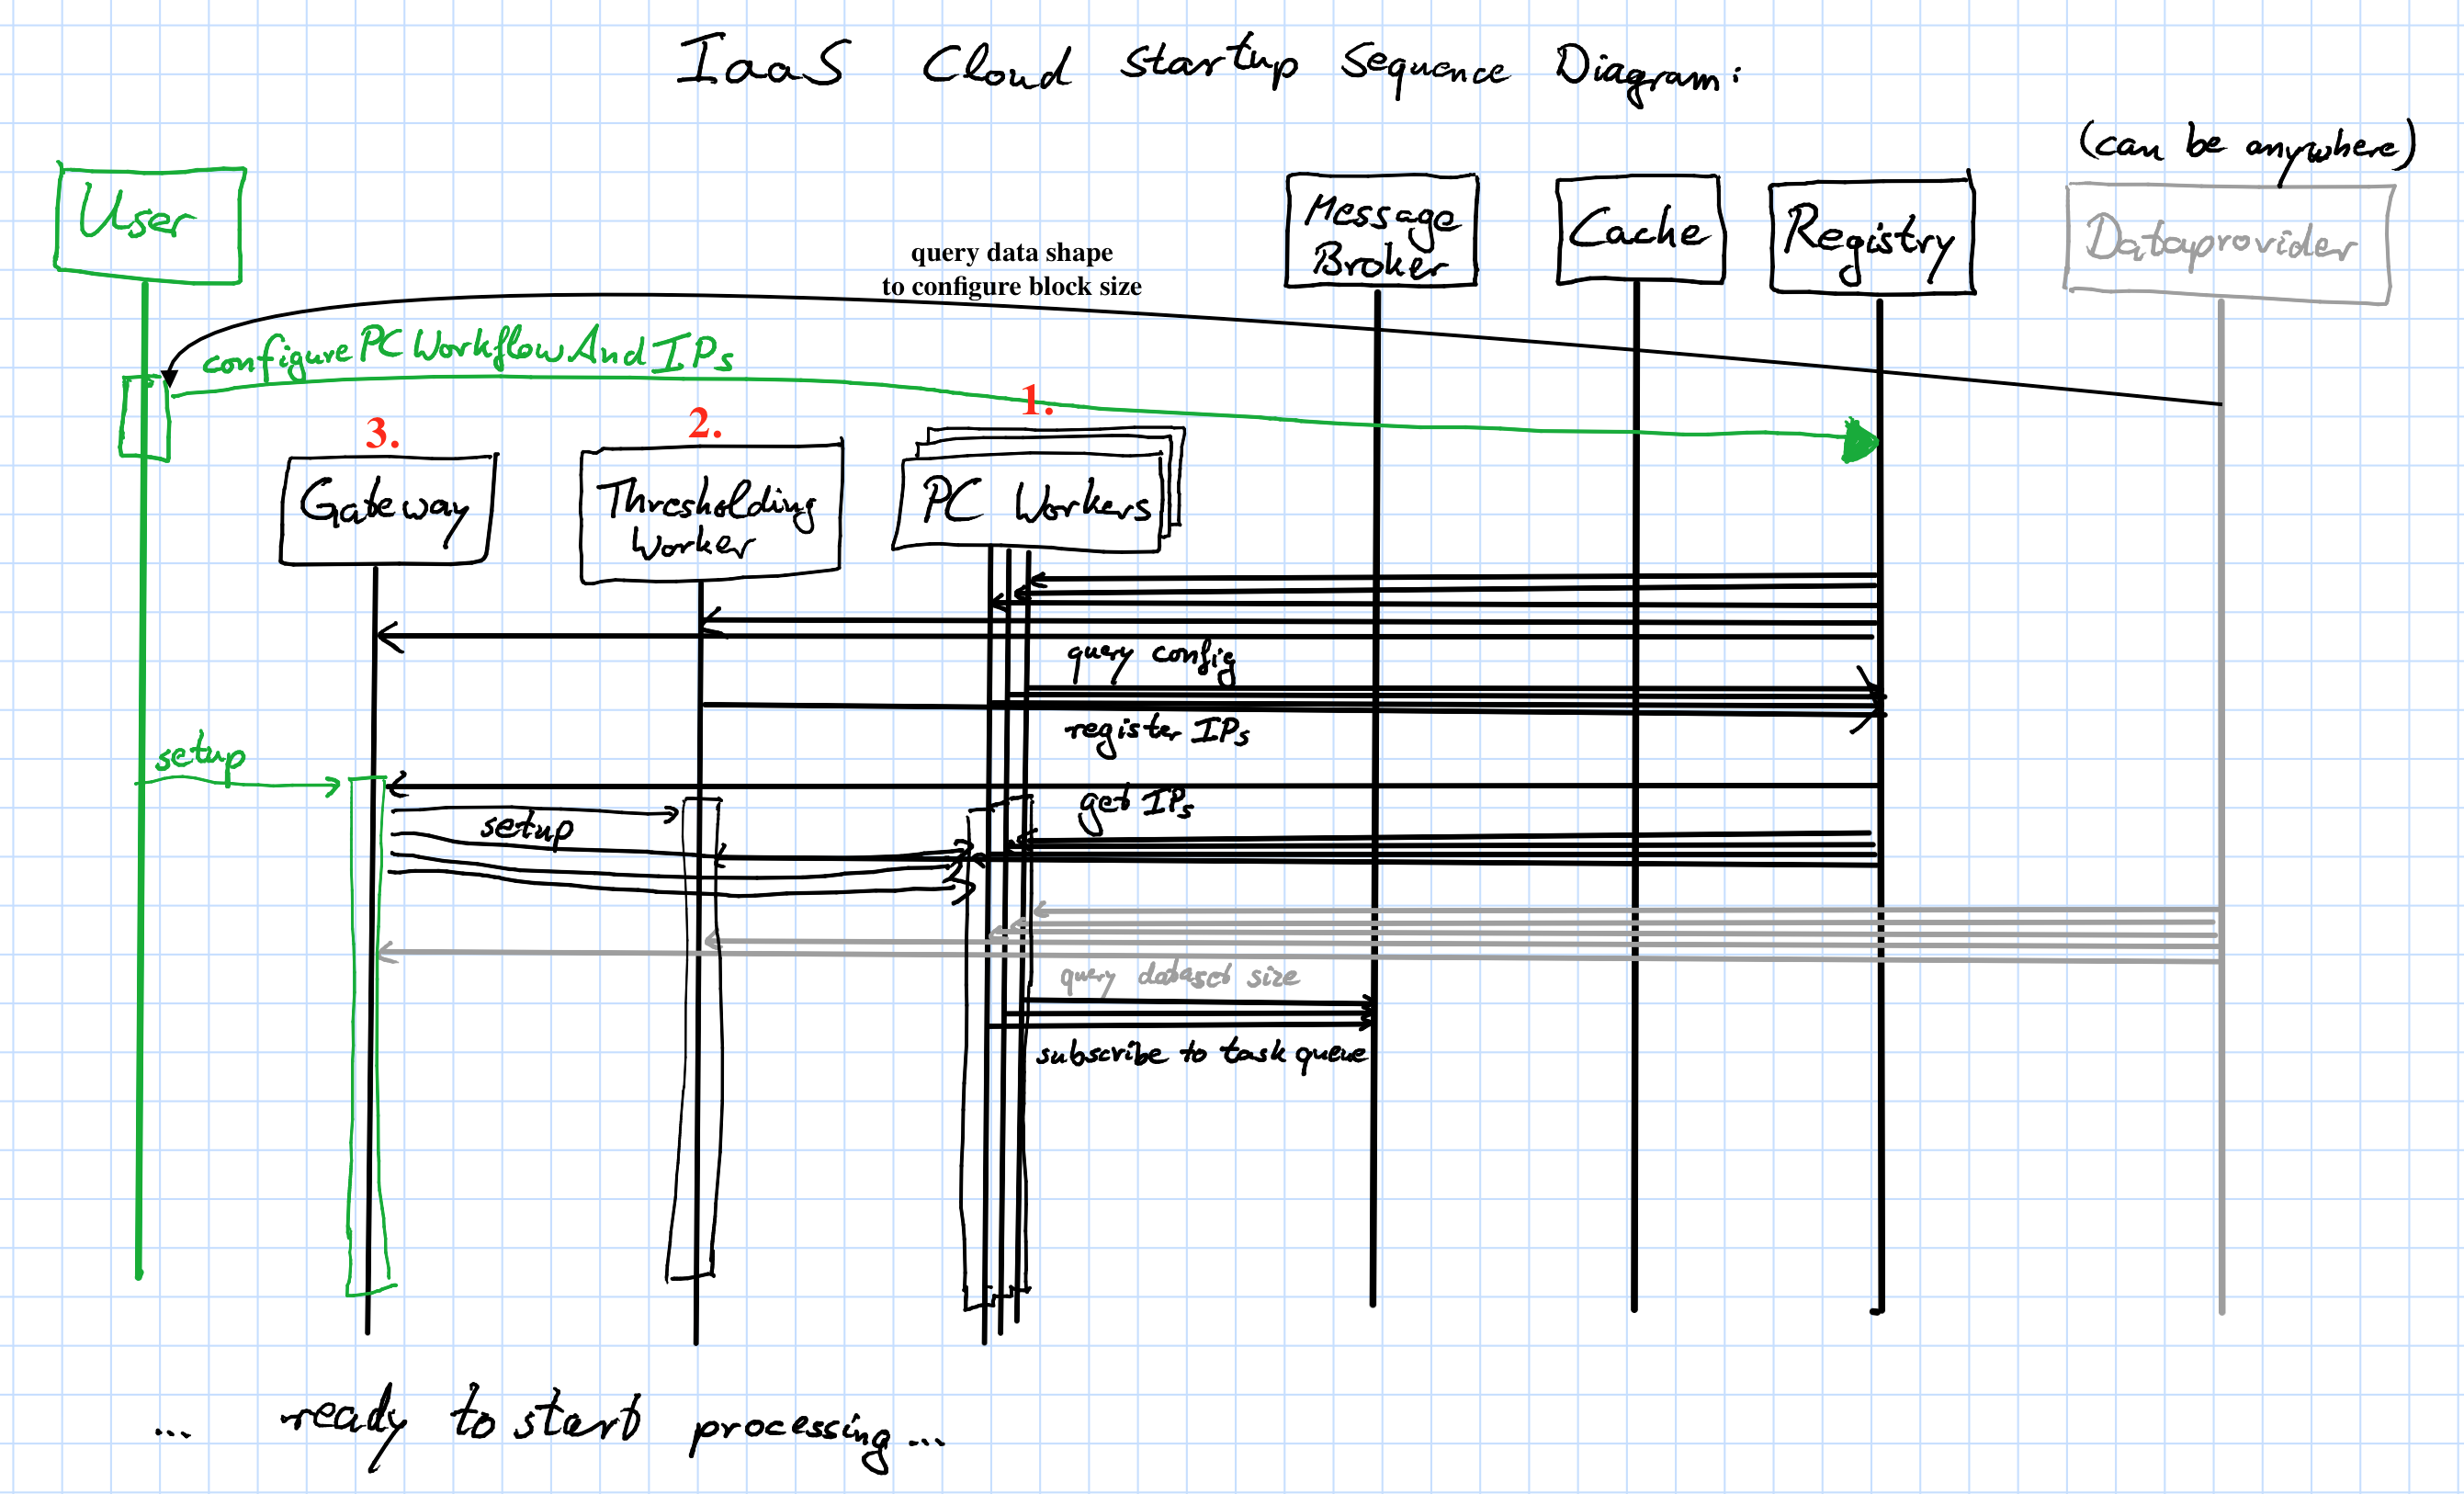 IaaS Cloud Startup Sequence Diagram:
(can be anywhere)
User
Message
Broker
Cache
Registry
Dataprovider
query data shape
to configure block size
configurePCWorkflowAndIPs
3.
2.
1.
Gateway
Thresholding
Worker
PC Workers
query config
register IPs
setup
get IPs
setup
query dataset size
subscribe to task queue
... ready to start processing...